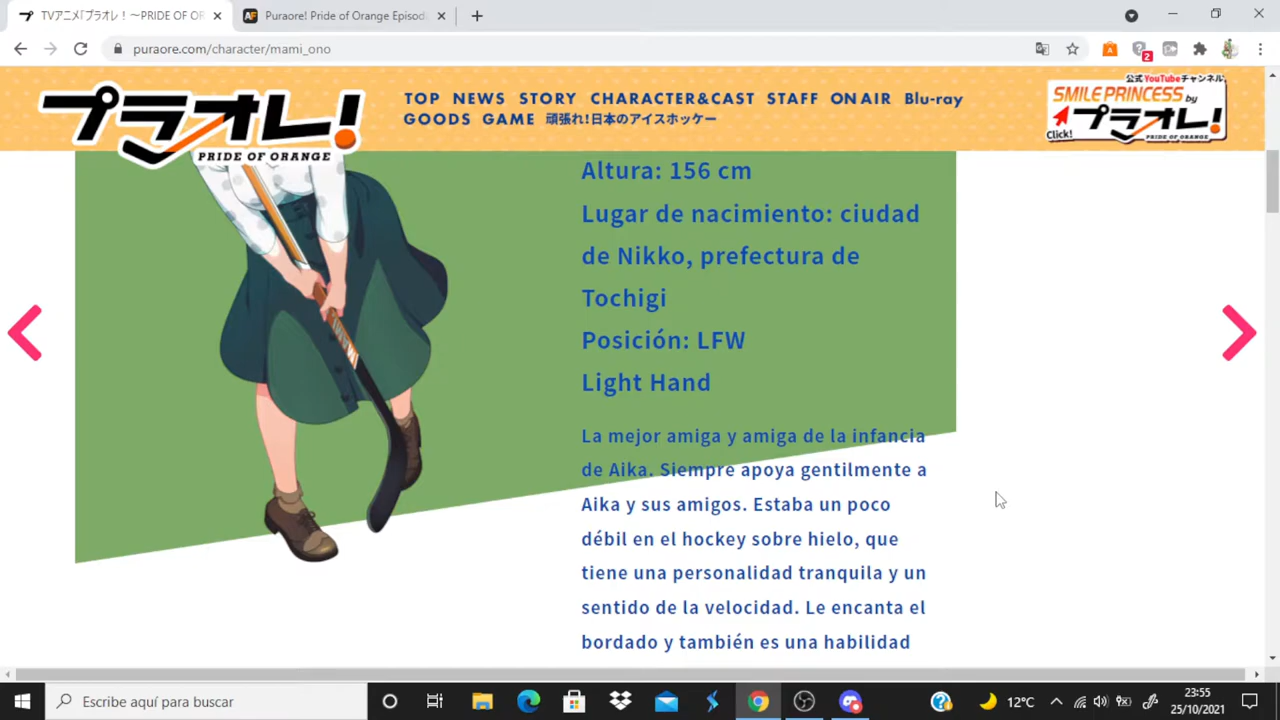 TVアニメ「プラオレ！～PRIDE OF OR
Puraore! Pride of Orange Episod
puraore.com/character/mami_ono
2
プラオレ!
PRIDE OF ORANGE
TOP NEWS STORY CHARACTER&CAST STAFF ON AIR Blu-ray
GOODS GAME 頑張れ!日本のアイスホッケー
公式YouTubeチャンネル
SMILE PRINCESS by
プラオレ!
PRIDE OF ORANGE
Click!
Altura: 156 cm
Lugar de nacimiento: ciudad
de Nikko, prefectura de
Tochigi
Posición: LFW
Light Hand
La mejor amiga y amiga de la infancia
de Aika. Siempre apoya gentilmente a
Aika y sus amigos. Estaba un poco
débil en el hockey sobre hielo, que
tiene una personalidad tranquila y un
sentido de la velocidad. Le encanta el
bordado y también es una habilidad
Escribe aquí para buscar
12°C
23:55
25/10/2021